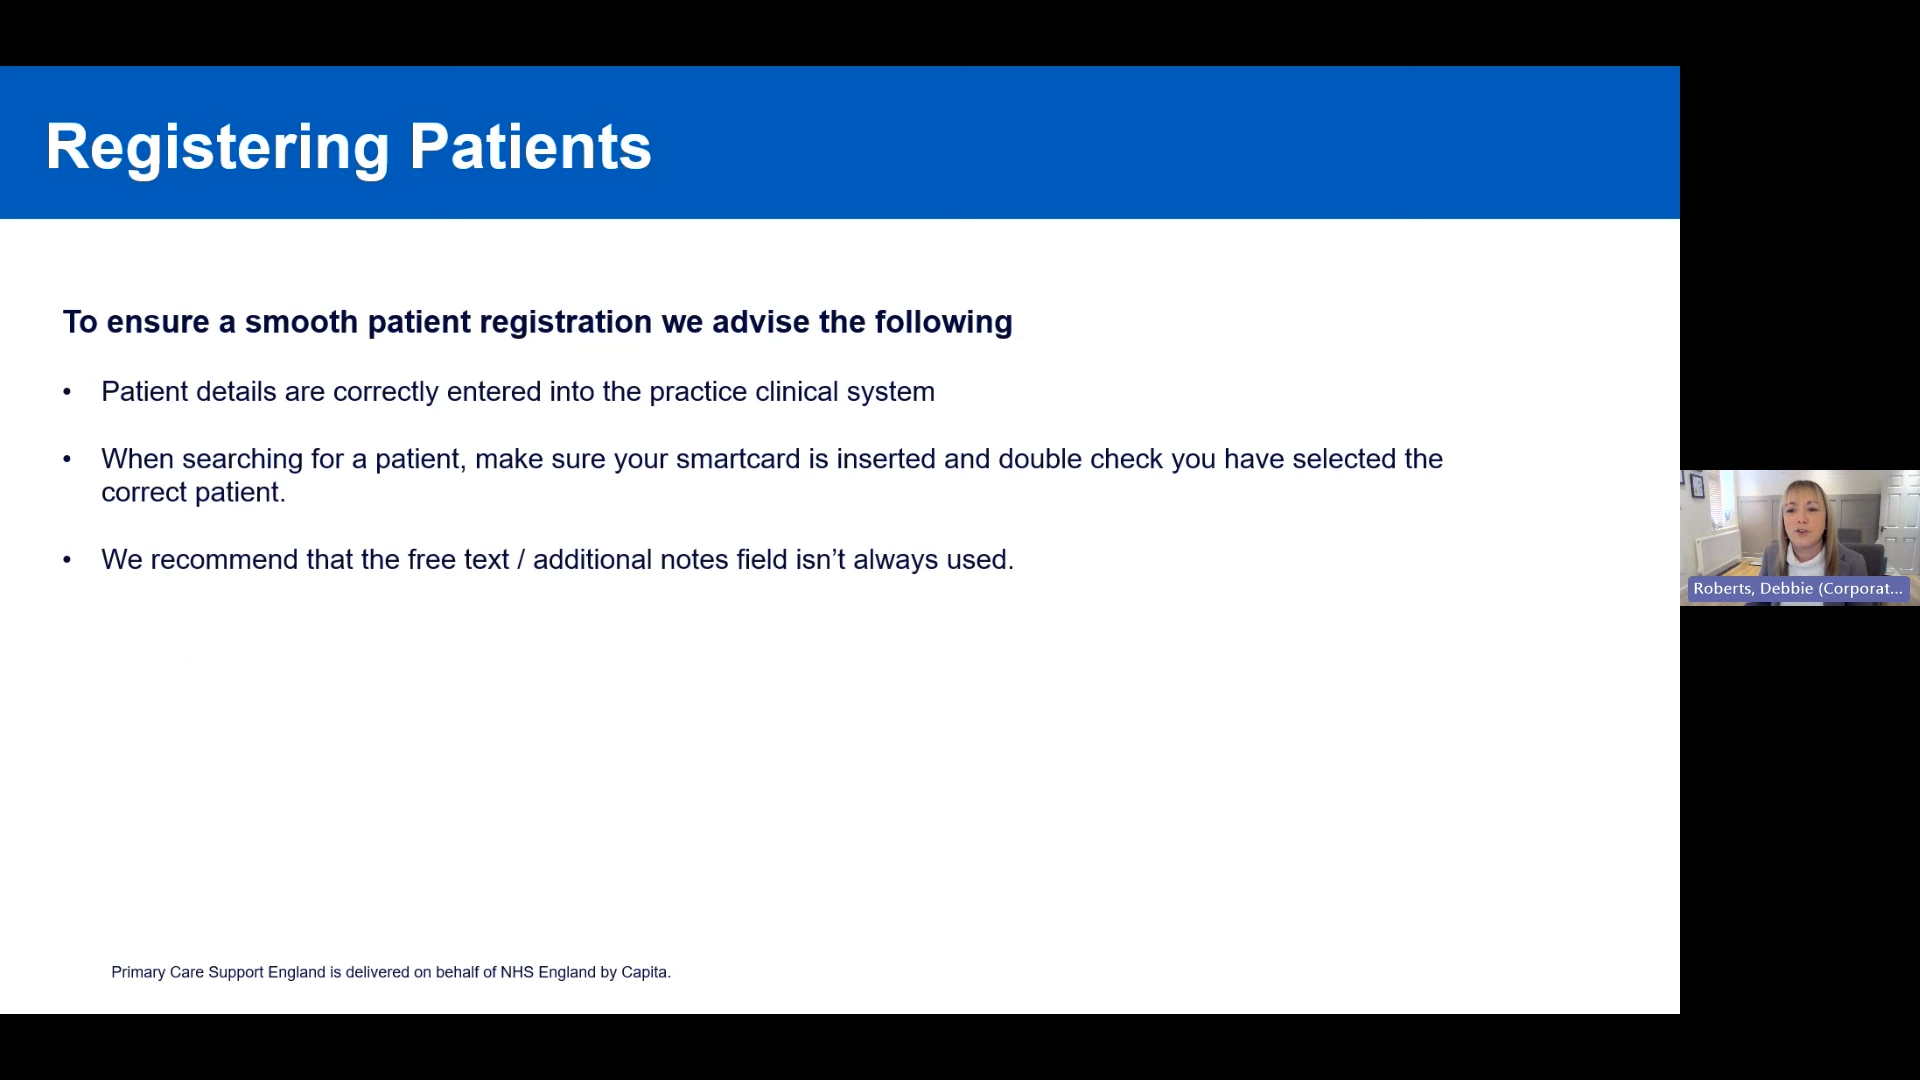 Registering Patients
To ensure a smooth patient registration we advise the following
• Patient details are correctly entered into the practice clinical system
• When searching for a patient, make sure your smartcard is inserted and double check you have selected the
correct patient.
• We recommend that the free text / additional notes field isn’t always used.
Roberts, Debbie (Corporat...
Primary Care Support England is delivered on behalf of NHS England by Capita.